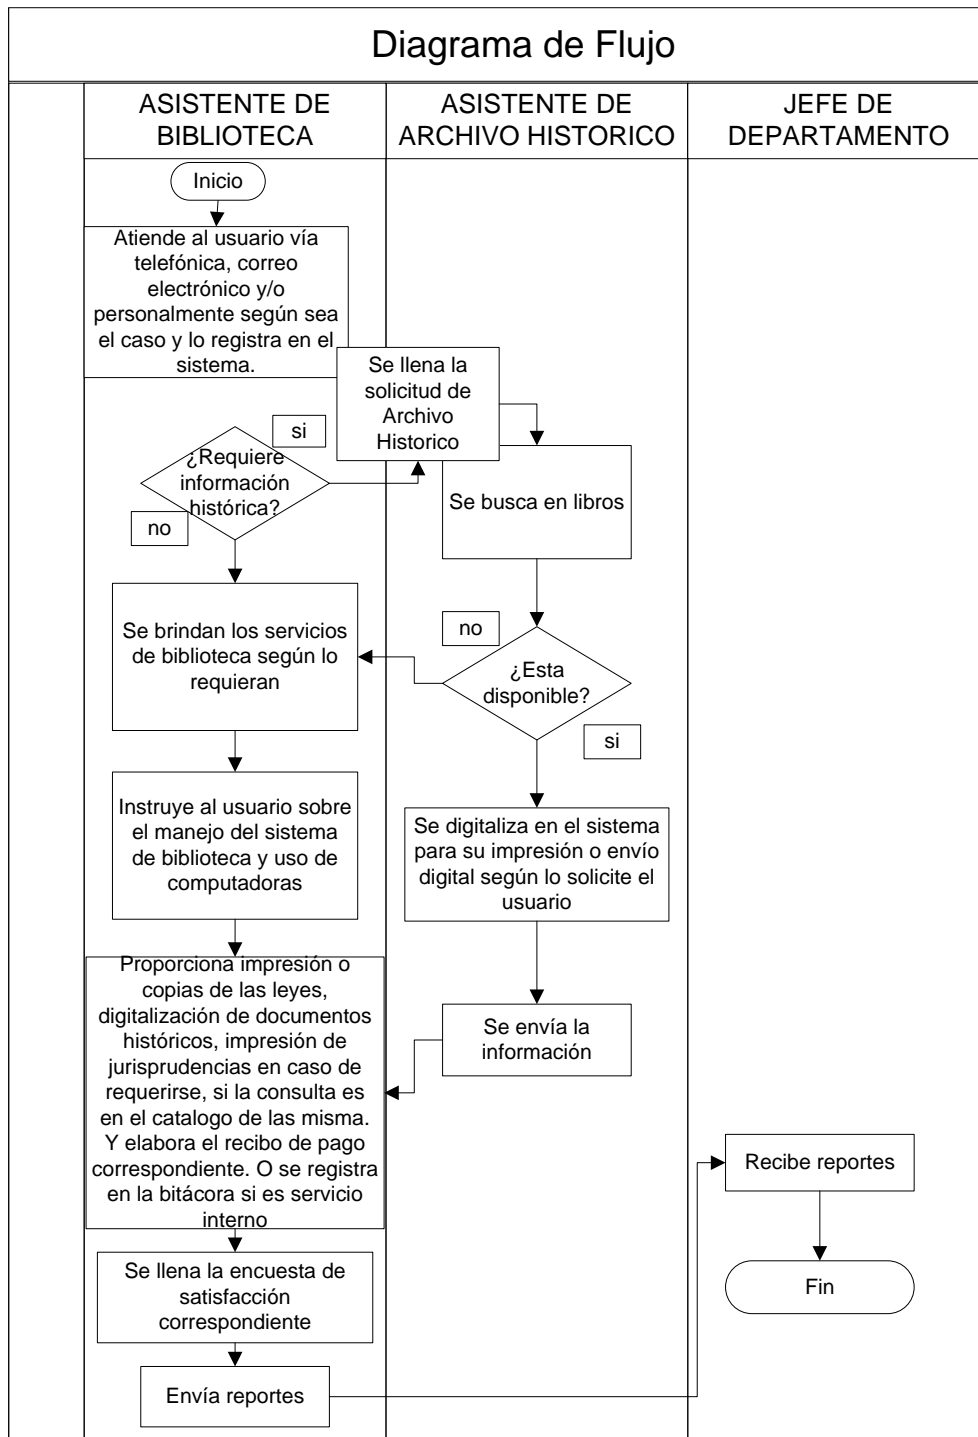 Diagrama de Flujo
ASISTENTE DE
BIBLIOTECA
ASISTENTE DE
ARCHIVO HISTORICO
JEFE DE
DEPARTAMENTO
Inicio
Atiende al usuario vía
telefónica, correo
electrónico y/o
personalmente según sea
el caso y lo registra en el
sistema.
Se llena la
solicitud de
Archivo
Historico
si
¿Requiere
información
histórica?
no
Se busca en libros
Se brindan los servicios
de biblioteca según lo
requieran
no
¿Esta
disponible?
si
Instruye al usuario sobre
el manejo del sistema
de biblioteca y uso de
computadoras
Se digitaliza en el sistema
para su impresión o envío
digital según lo solicite el
usuario
Proporciona impresión o
copias de las leyes,
digitalización de documentos
históricos, impresión de
jurisprudencias en caso de
requerirse, si la consulta es
en el catalogo de las misma.
Y elabora el recibo de pago
correspondiente. O se registra
en la bitácora si es servicio
interno
Se envía la
información
Recibe reportes
Se llena la encuesta de
satisfacción
correspondiente
Fin
Envía reportes